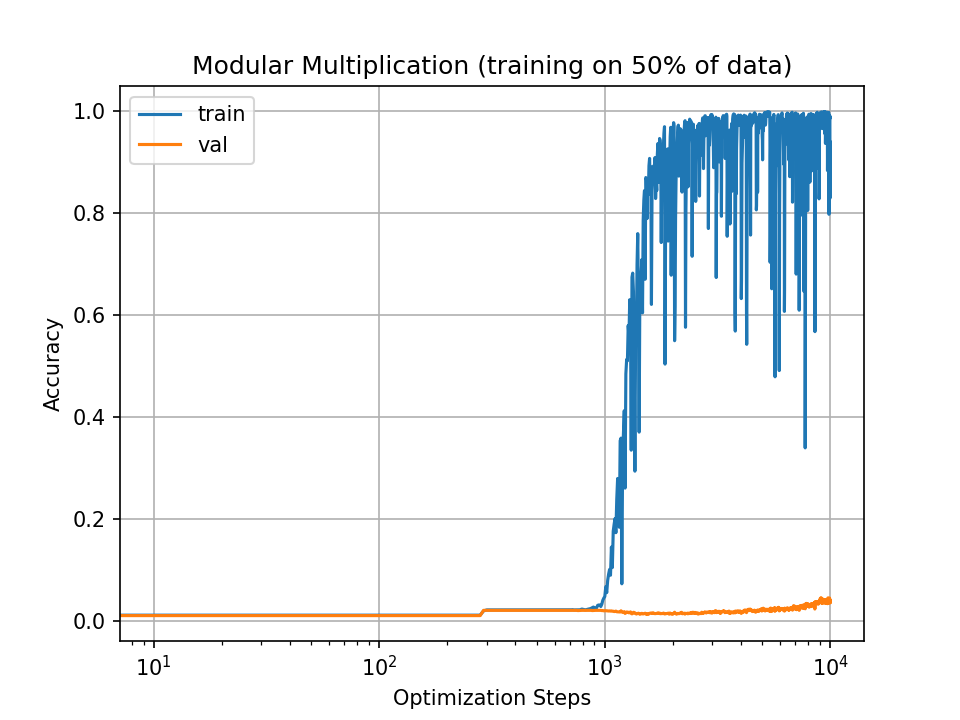 Modular Multiplication (training on 50% of data)
train
val
1.0
0.8
0.6
0.4
0.2
0.0
Accuracy
10¹ 10² 10³ 10⁴
Optimization Steps